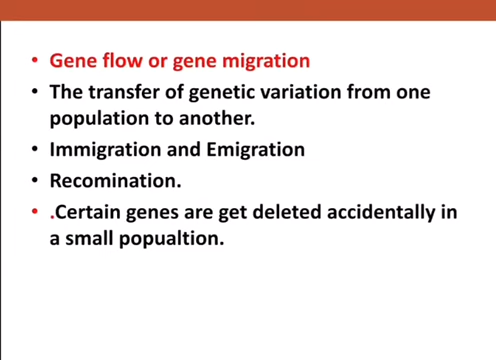 • Gene flow or gene migration
• The transfer of genetic variation from one
population to another.
• Immigration and Emigration
• Recomination.
• .Certain genes are get deleted accidentally in
a small popualtion.